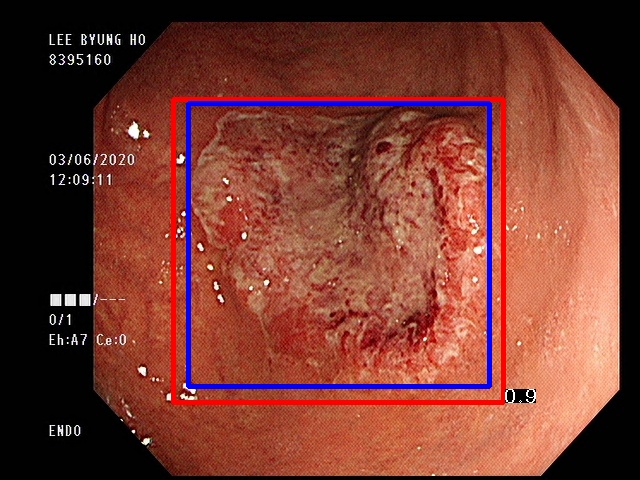 LEE BYUNG HO
8395160
03/06/2020
12:09:11
■■■/---
0/1
Eh:A7 Ce:0
ENDO
0.9